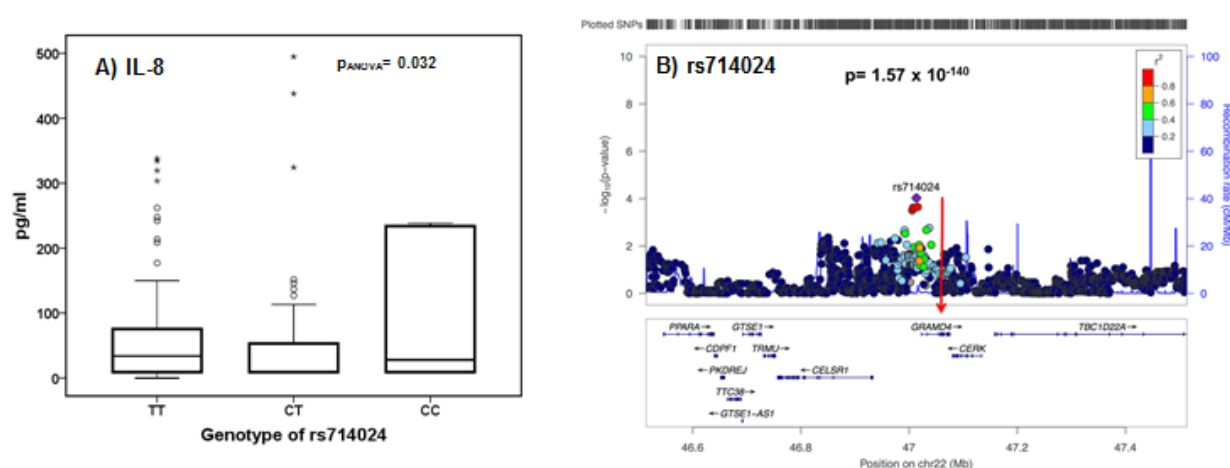 A) IL-8
pANOVA= 0.032
500
400
300
200
100
0
pg/ml
TT
CT
CC
Genotype of rs714024
Plotted SNPs
B) rs714024
p= 1.57 x 10-140
r2
0.8
0.6
0.4
0.2
10
8
6
4
2
0
−log10(p−value)
100
80
60
40
20
0
Recombination rate (cM/Mb)
rs714024
PPARA→
GTSE1→
GRAMD4→
TBC1D22A→
←CDPF1
TRMU→
←CERK
←PKDREJ
←CELSR1
TTC38→
←GTSE1−AS1
46.6
46.8
47
47.2
47.4
Position on chr22 (Mb)